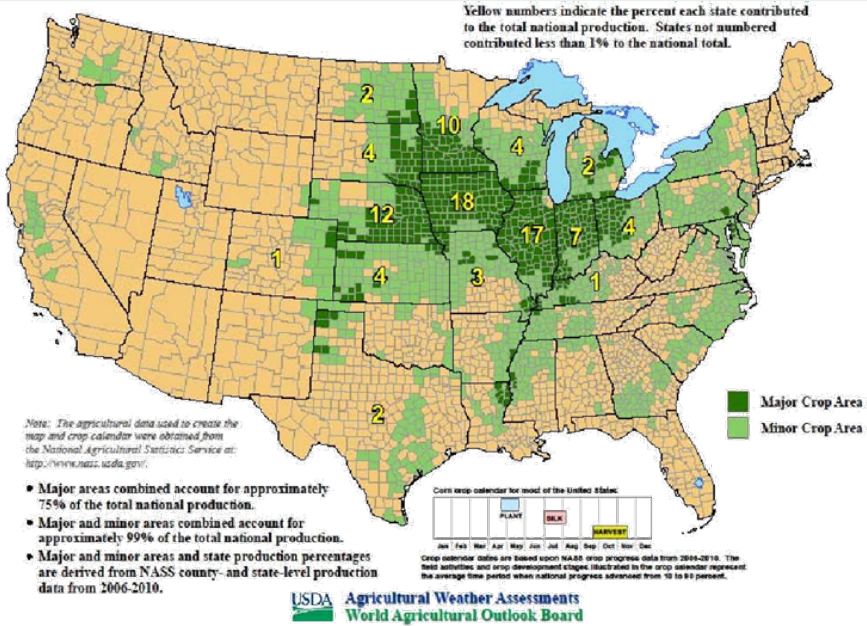 Yellow numbers indicate the percent each state contributed
to the total national production. States not numbered
contributed less than 1% to the national total.
2
10
4
4
2
12
18
17
7
4
1
4
3
1
2
Major Crop Area
Minor Crop Area
Note: The agricultural data used to create the
map and crop calendar were obtained from
the National Agricultural Statistics Service at:
http://www.nass.usda.gov/.
• Major areas combined account for approximately
75% of the total national production.
• Major and minor areas combined account for
approximately 99% of the total national production.
• Major and minor areas and state production percentages
are derived from NASS county- and state-level production
data from 2006-2010.
Corn crop calendar for most of the United States
PLANT
SILK
HARVEST
Jan Feb Mar Apr May Jun Jul Aug Sep Oct Nov Dec
Crop calendar dates are based upon NASS crop progress data from 2006-2010. The
field activities and crop development stages illustrated in the crop calendar represent
the average time period when national progress advanced from 10 to 90 percent.
USDA Agricultural Weather Assessments
World Agricultural Outlook Board